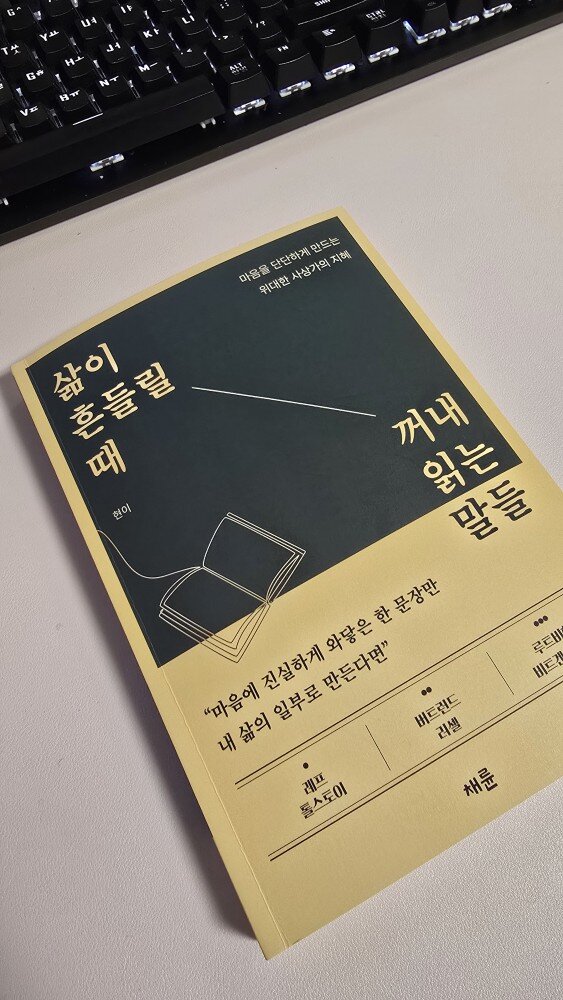 마음을 단단하게 만드는
위대한 사상가의 지혜
삶이
흔들릴
때
꺼내
읽는
말들
현이
“마음에 진실하게 와닿은 한 문장만
내 삶의 일부로 만든다면”
레프
톨스토이
버트런드
러셀
채륜
ALT
FN
CTRL